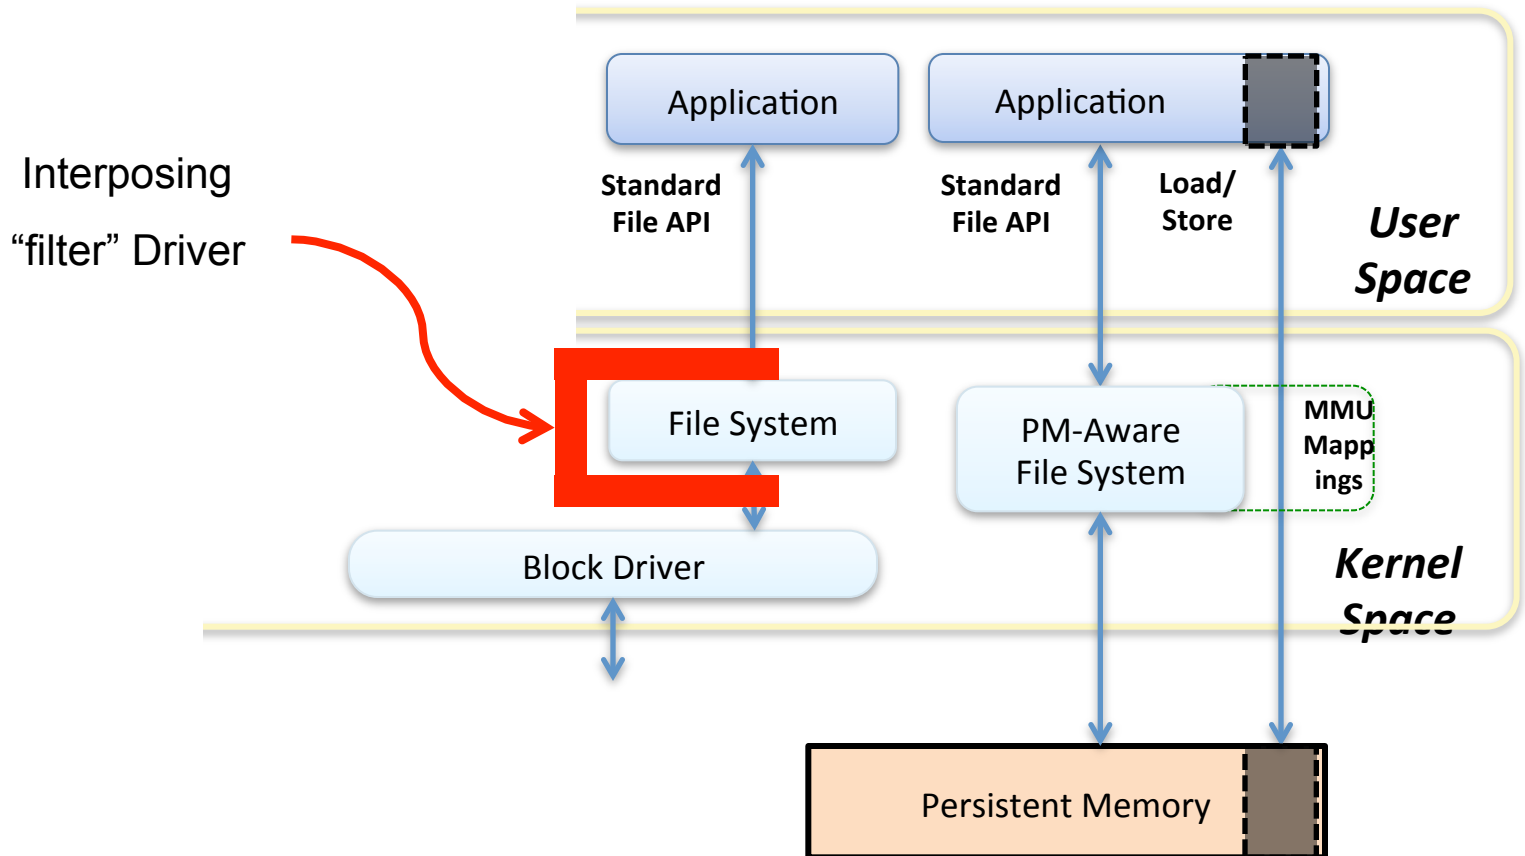 Application
Application
Interposing
“filter” Driver
Standard
File API
Standard
File API
Load/
Store
User
Space
File System
PM-Aware
File System
MMU
Mapp
ings
Block Driver
Kernel
Space
Persistent Memory